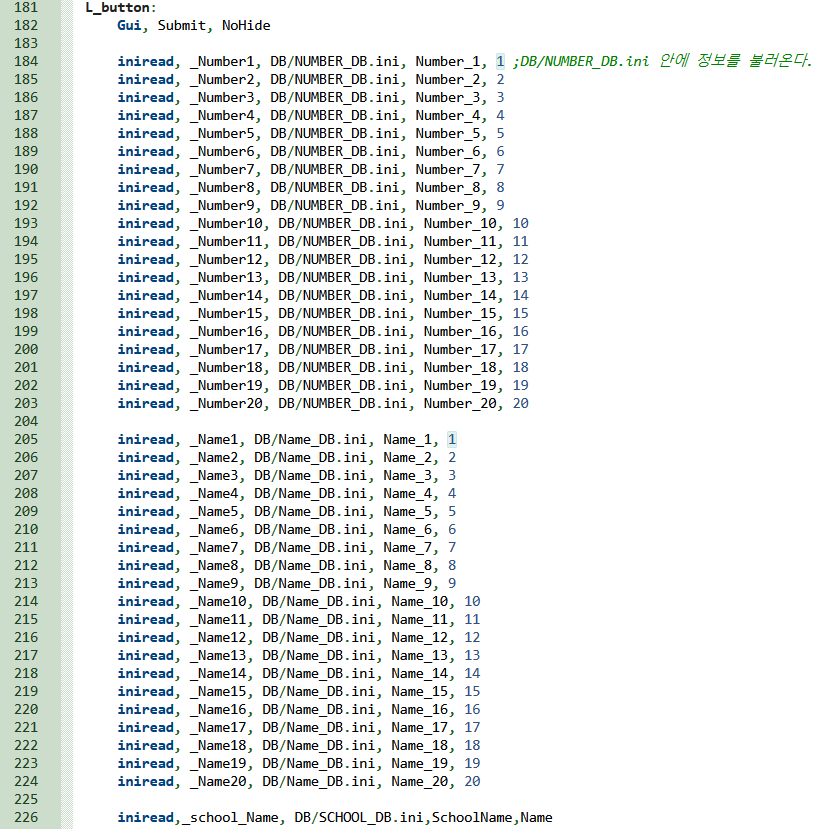 181 L_button:
182 Gui, Submit, NoHide
183
184 iniread, _Number1, DB/NUMBER_DB.ini, Number_1, 1 ;DB/NUMBER_DB.ini 안에 정보를 불러온다.
185 iniread, _Number2, DB/NUMBER_DB.ini, Number_2, 2
186 iniread, _Number3, DB/NUMBER_DB.ini, Number_3, 3
187 iniread, _Number4, DB/NUMBER_DB.ini, Number_4, 4
188 iniread, _Number5, DB/NUMBER_DB.ini, Number_5, 5
189 iniread, _Number6, DB/NUMBER_DB.ini, Number_6, 6
190 iniread, _Number7, DB/NUMBER_DB.ini, Number_7, 7
191 iniread, _Number8, DB/NUMBER_DB.ini, Number_8, 8
192 iniread, _Number9, DB/NUMBER_DB.ini, Number_9, 9
193 iniread, _Number10, DB/NUMBER_DB.ini, Number_10, 10
194 iniread, _Number11, DB/NUMBER_DB.ini, Number_11, 11
195 iniread, _Number12, DB/NUMBER_DB.ini, Number_12, 12
196 iniread, _Number13, DB/NUMBER_DB.ini, Number_13, 13
197 iniread, _Number14, DB/NUMBER_DB.ini, Number_14, 14
198 iniread, _Number15, DB/NUMBER_DB.ini, Number_15, 15
199 iniread, _Number16, DB/NUMBER_DB.ini, Number_16, 16
200 iniread, _Number17, DB/NUMBER_DB.ini, Number_17, 17
201 iniread, _Number18, DB/NUMBER_DB.ini, Number_18, 18
202 iniread, _Number19, DB/NUMBER_DB.ini, Number_19, 19
203 iniread, _Number20, DB/NUMBER_DB.ini, Number_20, 20
204
205 iniread, _Name1, DB/Name_DB.ini, Name_1, 1
206 iniread, _Name2, DB/Name_DB.ini, Name_2, 2
207 iniread, _Name3, DB/Name_DB.ini, Name_3, 3
208 iniread, _Name4, DB/Name_DB.ini, Name_4, 4
209 iniread, _Name5, DB/Name_DB.ini, Name_5, 5
210 iniread, _Name6, DB/Name_DB.ini, Name_6, 6
211 iniread, _Name7, DB/Name_DB.ini, Name_7, 7
212 iniread, _Name8, DB/Name_DB.ini, Name_8, 8
213 iniread, _Name9, DB/Name_DB.ini, Name_9, 9
214 iniread, _Name10, DB/Name_DB.ini, Name_10, 10
215 iniread, _Name11, DB/Name_DB.ini, Name_11, 11
216 iniread, _Name12, DB/Name_DB.ini, Name_12, 12
217 iniread, _Name13, DB/Name_DB.ini, Name_13, 13
218 iniread, _Name14, DB/Name_DB.ini, Name_14, 14
219 iniread, _Name15, DB/Name_DB.ini, Name_15, 15
220 iniread, _Name16, DB/Name_DB.ini, Name_16, 16
221 iniread, _Name17, DB/Name_DB.ini, Name_17, 17
222 iniread, _Name18, DB/Name_DB.ini, Name_18, 18
223 iniread, _Name19, DB/Name_DB.ini, Name_19, 19
224 iniread, _Name20, DB/Name_DB.ini, Name_20, 20
225
226 iniread,_school_Name, DB/SCHOOL_DB.ini,SchoolName,Name